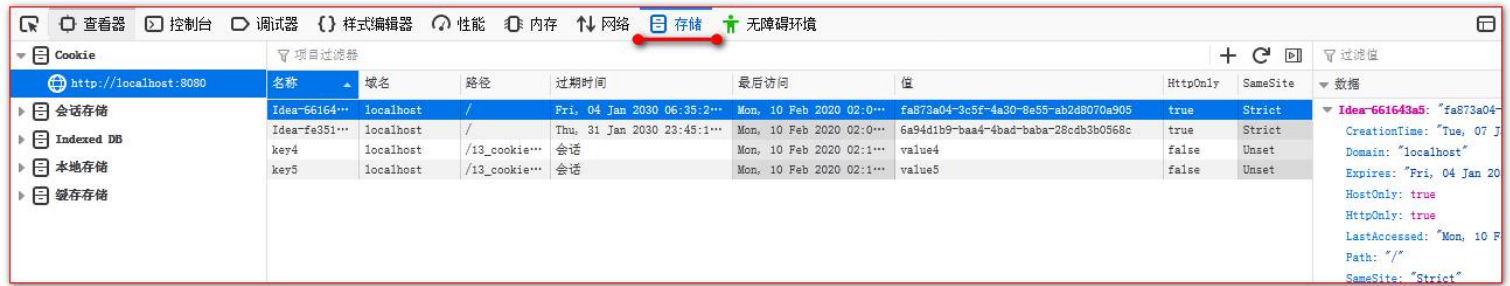 查看器 控制台 调试器 {} 样式编辑器 性能 内存 网络 存储 无障碍环境
Cookie 项目过滤器 过滤值
http://localhost:8080 名称 域名 路径 过期时间 最后访问 值 HttpOnly SameSite 数据
会话存储 Idea-66164… localhost / Fri, 04 Jan 2030 06:35:2… Mon, 10 Feb 2020 02:0… fa873a04-3c5f-4a30-8e55-ab2d8070a905 true Strict Idea-661643a5: "fa873a04-
Idea-fe351… localhost / Thu, 31 Jan 2030 23:45:1… Mon, 10 Feb 2020 02:0… 6a94d1b9-baa4-4bad-baba-28cdb3b0568c true Strict CreationTime: "Tue, 07 J
Indexed DB key4 localhost /13_cookie… 会话 Mon, 10 Feb 2020 02:1… value4 false Unset Domain: "localhost"
本地存储 key5 localhost /13_cookie… 会话 Mon, 10 Feb 2020 02:1… value5 false Unset Expires: "Fri, 04 Jan 20
缓存存储 HostOnly: true
HttpOnly: true
LastAccessed: "Mon, 10 F
Path: "/"
SameSite: "Strict"